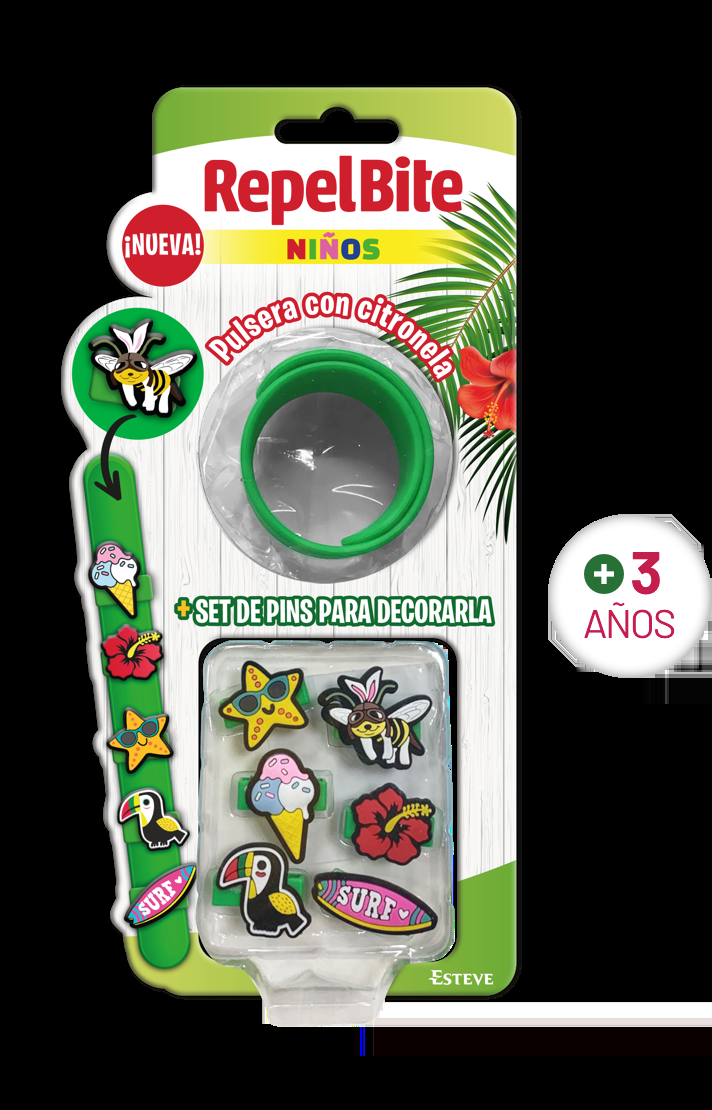 RepelBite
¡NUEVA!
NIÑOS
Pulsera con citronela
+ SET DE PINS PARA DECORARLA
+3
AÑOS
SURF
SURF
ESTEVE